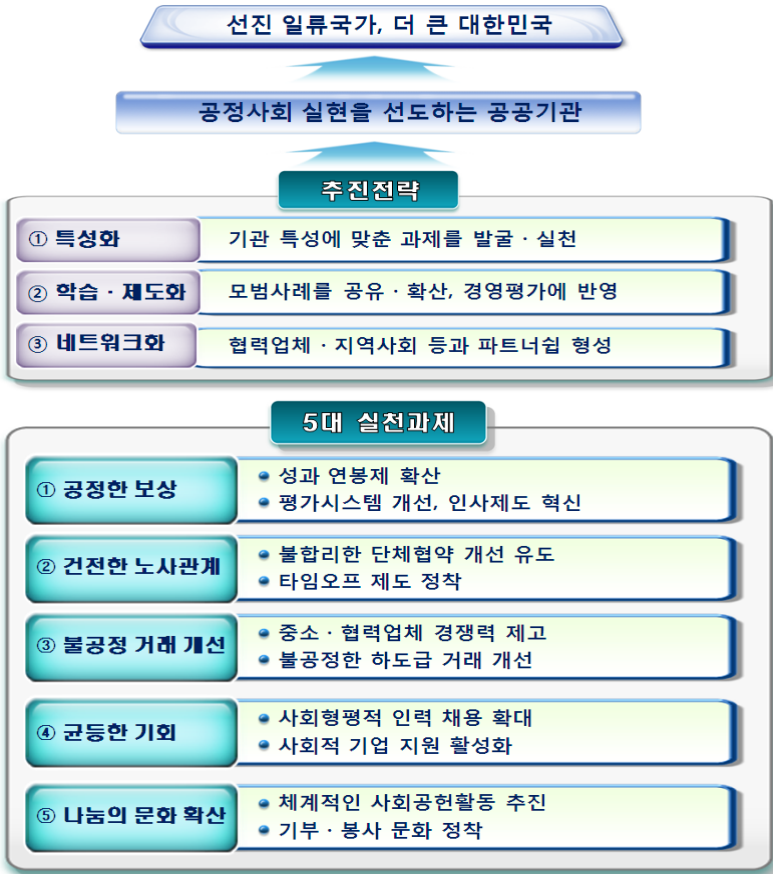 선진 일류국가, 더 큰 대한민국
공정사회 실현을 선도하는 공공기관
추진전략
① 특성화
기관 특성에 맞춘 과제를 발굴 · 실천
② 학습 · 제도화
모범사례를 공유 · 확산, 경영평가에 반영
③ 네트워크화
협력업체 · 지역사회 등과 파트너쉽 형성
5대 실천과제
① 공정한 보상
• 성과 연봉제 확산
• 평가시스템 개선, 인사제도 혁신
② 건전한 노사관계
• 불합리한 단체협약 개선 유도
• 타임오프 제도 정착
③ 불공정 거래 개선
• 중소 · 협력업체 경쟁력 제고
• 불공정한 하도급 거래 개선
④ 균등한 기회
• 사회형평적 인력 채용 확대
• 사회적 기업 지원 활성화
⑤ 나눔의 문화 확산
• 체계적인 사회공헌활동 추진
• 기부 · 봉사 문화 정착